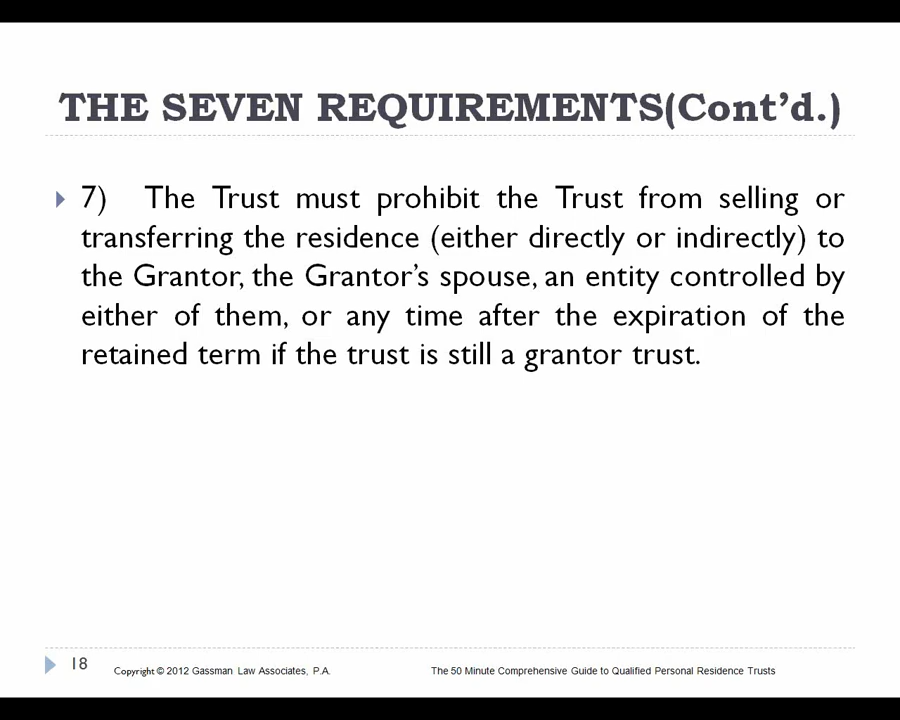 THE SEVEN REQUIREMENTS(Cont’d.)
7) The Trust must prohibit the Trust from selling or
transferring the residence (either directly or indirectly) to
the Grantor, the Grantor’s spouse, an entity controlled by
either of them, or any time after the expiration of the
retained term if the trust is still a grantor trust.
18
Copyright © 2012 Gassman Law Associates, P.A.
The 50 Minute Comprehensive Guide to Qualified Personal Residence Trusts